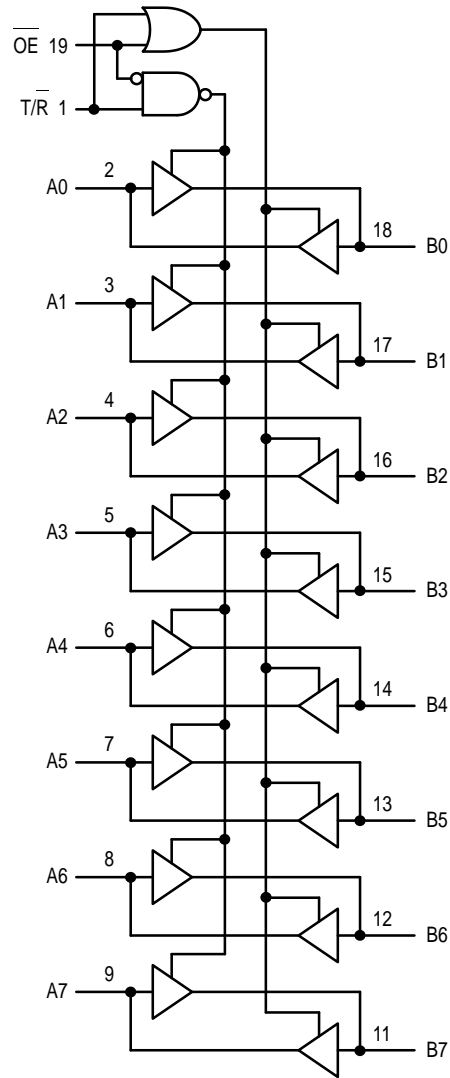 O̅E̅ 19
T/R̅ 1
A0 2
18 B0
A1 3
17 B1
A2 4
16 B2
A3 5
15 B3
A4 6
14 B4
A5 7
13 B5
A6 8
12 B6
A7 9
11 B7